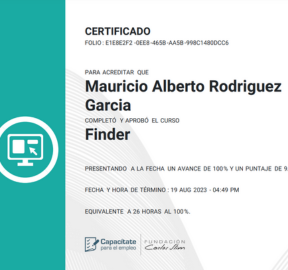 CERTIFICADO
FOLIO : E1E8E2F2 -0EE8 -465B -AA5B -998C1480DCC6
PARA ACREDITAR QUE
Mauricio Alberto Rodriguez
Garcia
COMPLETÓ Y APROBÓ EL CURSO
Finder
PRESENTANDO A LA FECHA UN AVANCE DE 100% Y UN PUNTAJE DE 9
FECHA Y HORA DE TÉRMINO : 19 AUG 2023 - 04:49 PM
EQUIVALENTE A 26 HORAS AL 100%.
Capacítate para el empleo
FUNDACIÓN Carlos Slim